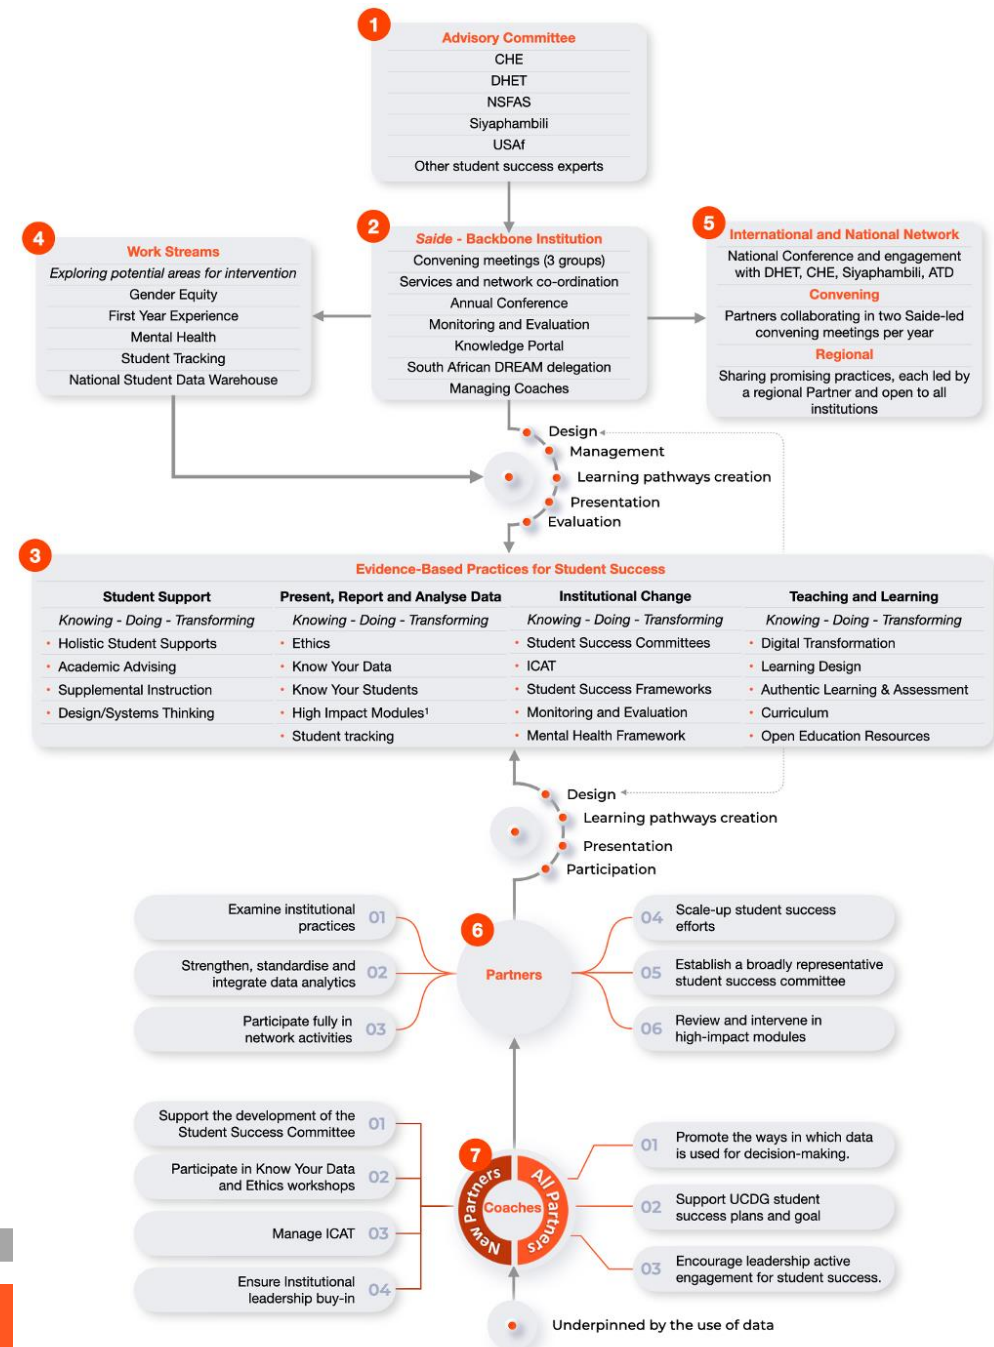 1
Advisory Committee
CHE
DHET
NSFAS
Siyaphambili
USAf
Other student success experts
4
Work Streams
Exploring potential areas for intervention
Gender Equity
First Year Experience
Mental Health
Student Tracking
National Student Data Warehouse
2
Saide - Backbone Institution
Convening meetings (3 groups)
Services and network co-ordination
Annual Conference
Monitoring and Evaluation
Knowledge Portal
South African DREAM delegation
Managing Coaches
5
International and National Network
National Conference and engagement
with DHET, CHE, Siyaphambili, ATD
Convening
Partners collaborating in two Saide-led
convening meetings per year
Regional
Sharing promising practices, each led by
a regional Partner and open to all
institutions
Design
Management
Learning pathways creation
Presentation
Evaluation
3
Evidence-Based Practices for Student Success
Student Support
Knowing - Doing - Transforming
• Holistic Student Supports
• Academic Advising
• Supplemental Instruction
• Design/Systems Thinking
Present, Report and Analyse Data
Knowing - Doing - Transforming
• Ethics
• Know Your Data
• Know Your Students
• High Impact Modules¹
• Student tracking
Institutional Change
Knowing - Doing - Transforming
• Student Success Committees
• ICAT
• Student Success Frameworks
• Monitoring and Evaluation
• Mental Health Framework
Teaching and Learning
Knowing - Doing - Transforming
• Digital Transformation
• Learning Design
• Authentic Learning & Assessment
• Curriculum
• Open Education Resources
Design
Learning pathways creation
Presentation
Participation
6
Partners
Examine institutional
practices
01
Strengthen, standardise and
integrate data analytics
02
Participate fully in
network activities
03
04
Scale-up student success
efforts
05
Establish a broadly representative
student success committee
06
Review and intervene in
high-impact modules
7
New Partners
All Partners
Coaches
Support the development of the
Student Success Committee
01
Participate in Know Your Data
and Ethics workshops
02
Manage ICAT
03
Ensure Institutional
leadership buy-in
04
01
Promote the ways in which data
is used for decision-making.
02
Support UCDG student
success plans and goal
03
Encourage leadership active
engagement for student success.
Underpinned by the use of data